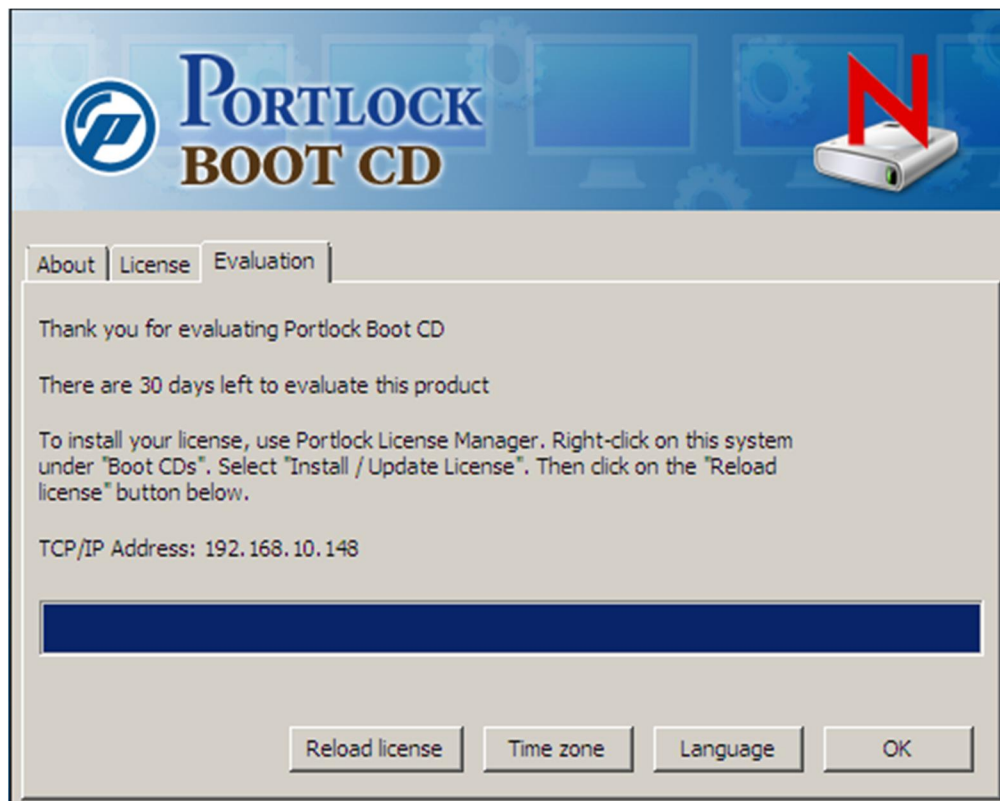 PORTLOCK
BOOT CD
N
About
License
Evaluation
Thank you for evaluating Portlock Boot CD
There are 30 days left to evaluate this product
To install your license, use Portlock License Manager. Right-click on this system
under "Boot CDs". Select "Install / Update License". Then click on the "Reload
license" button below.
TCP/IP Address: 192.168.10.148
Reload license
Time zone
Language
OK